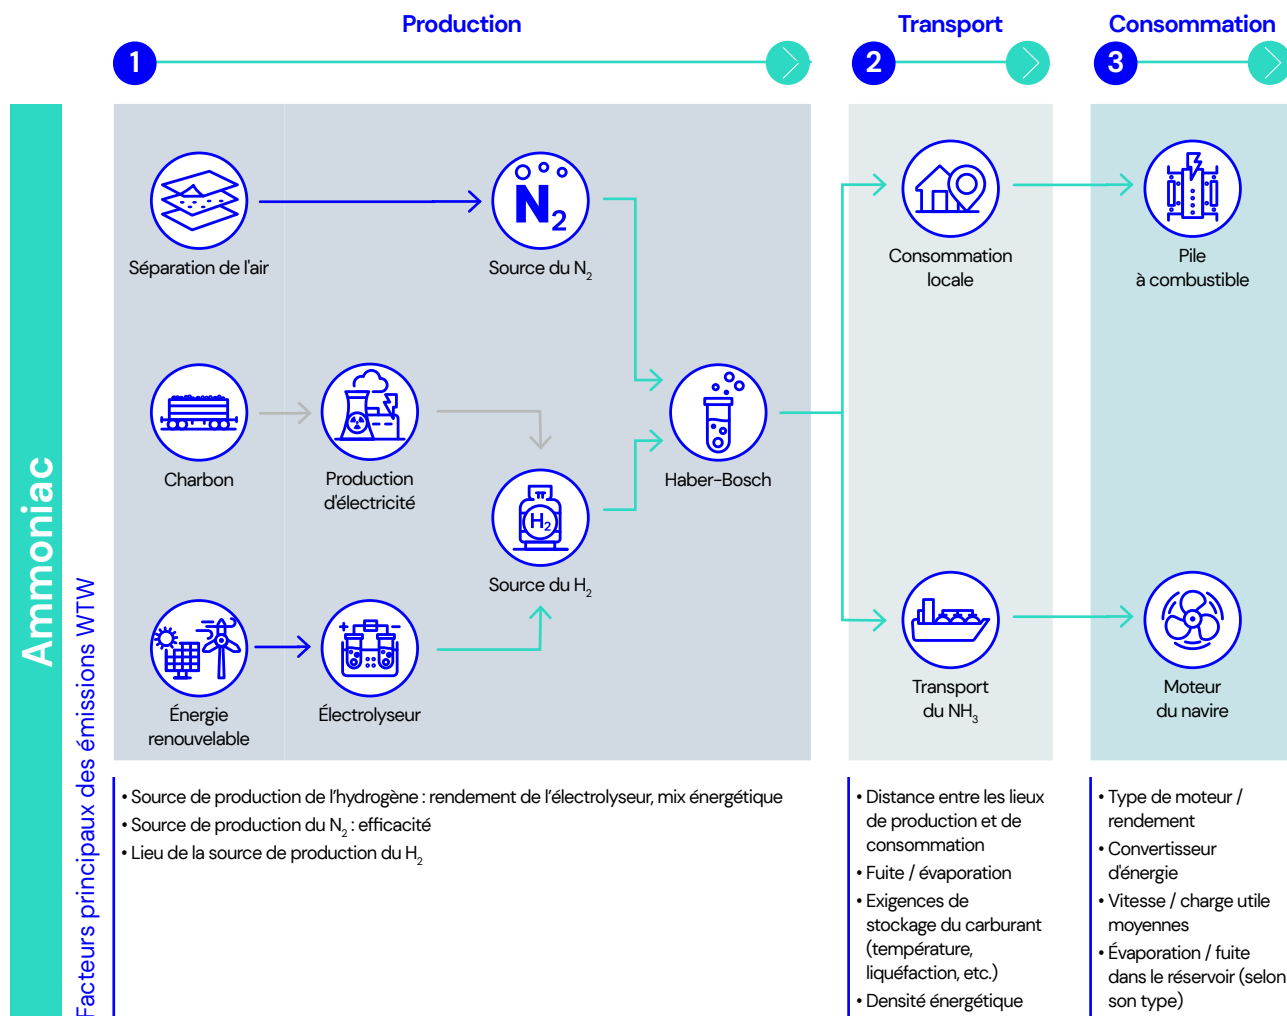 Production
Transport
Consommation
1
2
3
Ammoniac
Facteurs principaux des émissions WTW
N2
Séparation de l'air
Source du N2
Consommation
locale
Pile
à combustible
Charbon
Production
d'électricité
Haber-Bosch
H2
Source du H2
Énergie
renouvelable
Électrolyseur
Transport
du NH3
Moteur
du navire
• Source de production de l’hydrogène : rendement de l’électrolyseur, mix énergétique
• Source de production du N2 : efficacité
• Lieu de la source de production du H2
• Distance entre les lieux
de production et de
consommation
• Fuite / évaporation
• Exigences de
stockage du carburant
(température,
liquéfaction, etc.)
• Densité énergétique
• Type de moteur /
rendement
• Convertisseur
d'énergie
• Vitesse / charge utile
moyennes
• Évaporation / fuite
dans le réservoir (selon
son type)